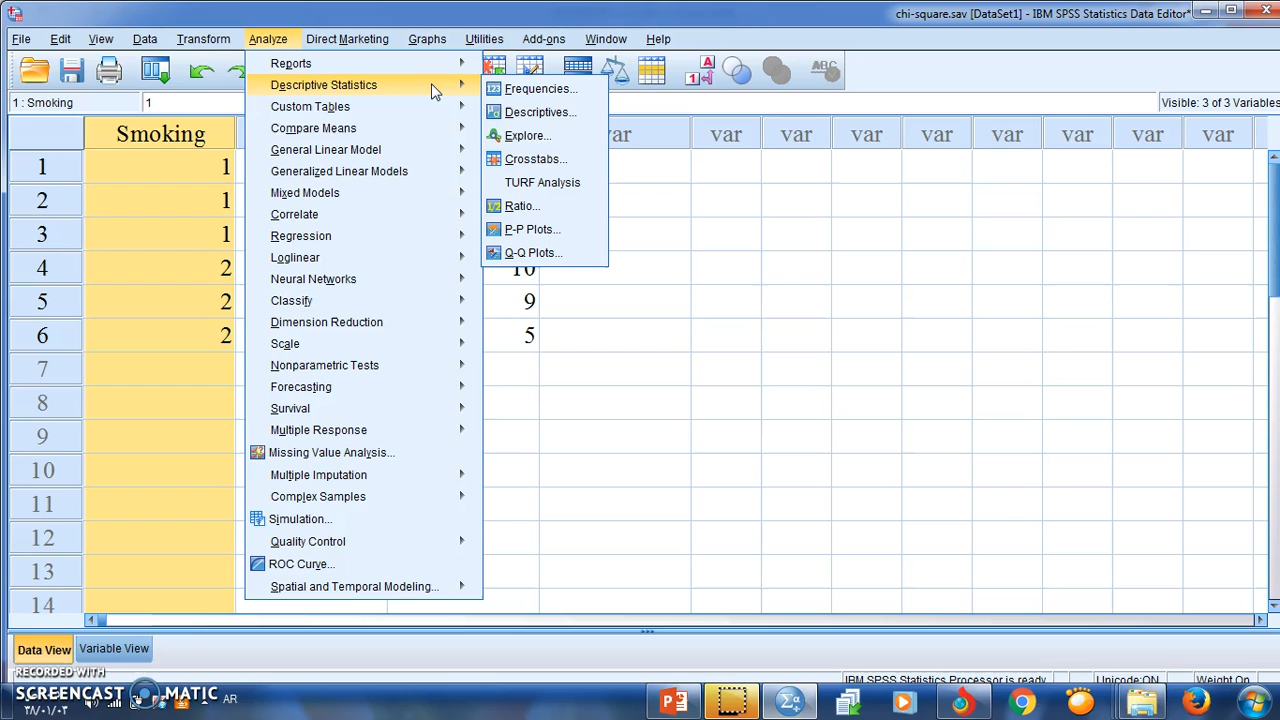 chi-square.sav [DataSet1] - IBM SPSS Statistics Data Editor*
File Edit View Data Transform Analyze Direct Marketing Graphs Utilities Add-ons Window Help
1 : Smoking 1 Visible: 3 of 3 Variables
Smoking var var var var var var var var
1 1
2 1
3 1
4 2 10
5 2 9
6 2 5
7
8
9
10
11
12
13
14
Reports
Descriptive Statistics
Custom Tables
Compare Means
General Linear Model
Generalized Linear Models
Mixed Models
Correlate
Regression
Loglinear
Neural Networks
Classify
Dimension Reduction
Scale
Nonparametric Tests
Forecasting
Survival
Multiple Response
Missing Value Analysis...
Multiple Imputation
Complex Samples
Simulation...
Quality Control
ROC Curve...
Spatial and Temporal Modeling...
Frequencies...
Descriptives...
Explore...
Crosstabs...
TURF Analysis
Ratio...
P-P Plots...
Q-Q Plots...
Data View Variable View
IBM SPSS Statistics Processor is ready Unicode:ON Weight On
RECORDED WITH
SCREENCAST MATIC
AR
٣٨/٠١/٠٣